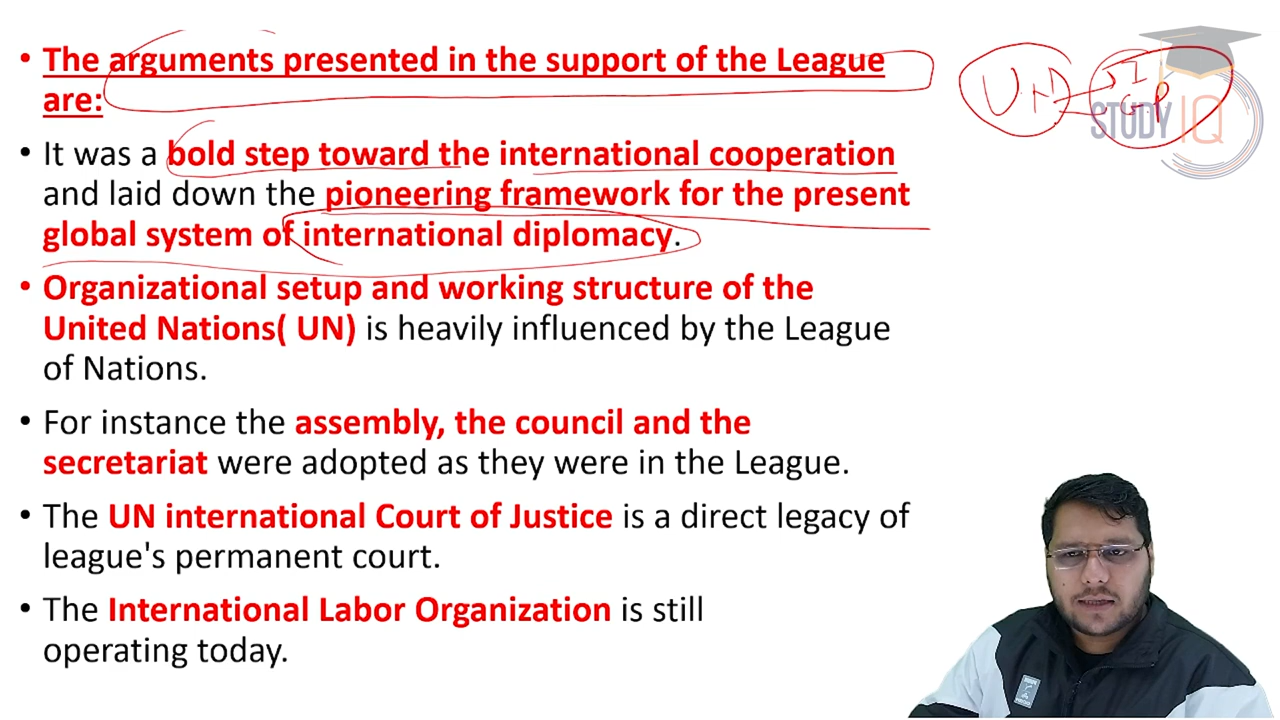 • The arguments presented in the support of the League
are:
• It was a bold step toward the international cooperation
and laid down the pioneering framework for the present
global system of international diplomacy.
• Organizational setup and working structure of the
United Nations( UN) is heavily influenced by the League
of Nations.
• For instance the assembly, the council and the
secretariat were adopted as they were in the League.
• The UN international Court of Justice is a direct legacy of
league's permanent court.
• The International Labor Organization is still
operating today.
UN
STUDY IQ